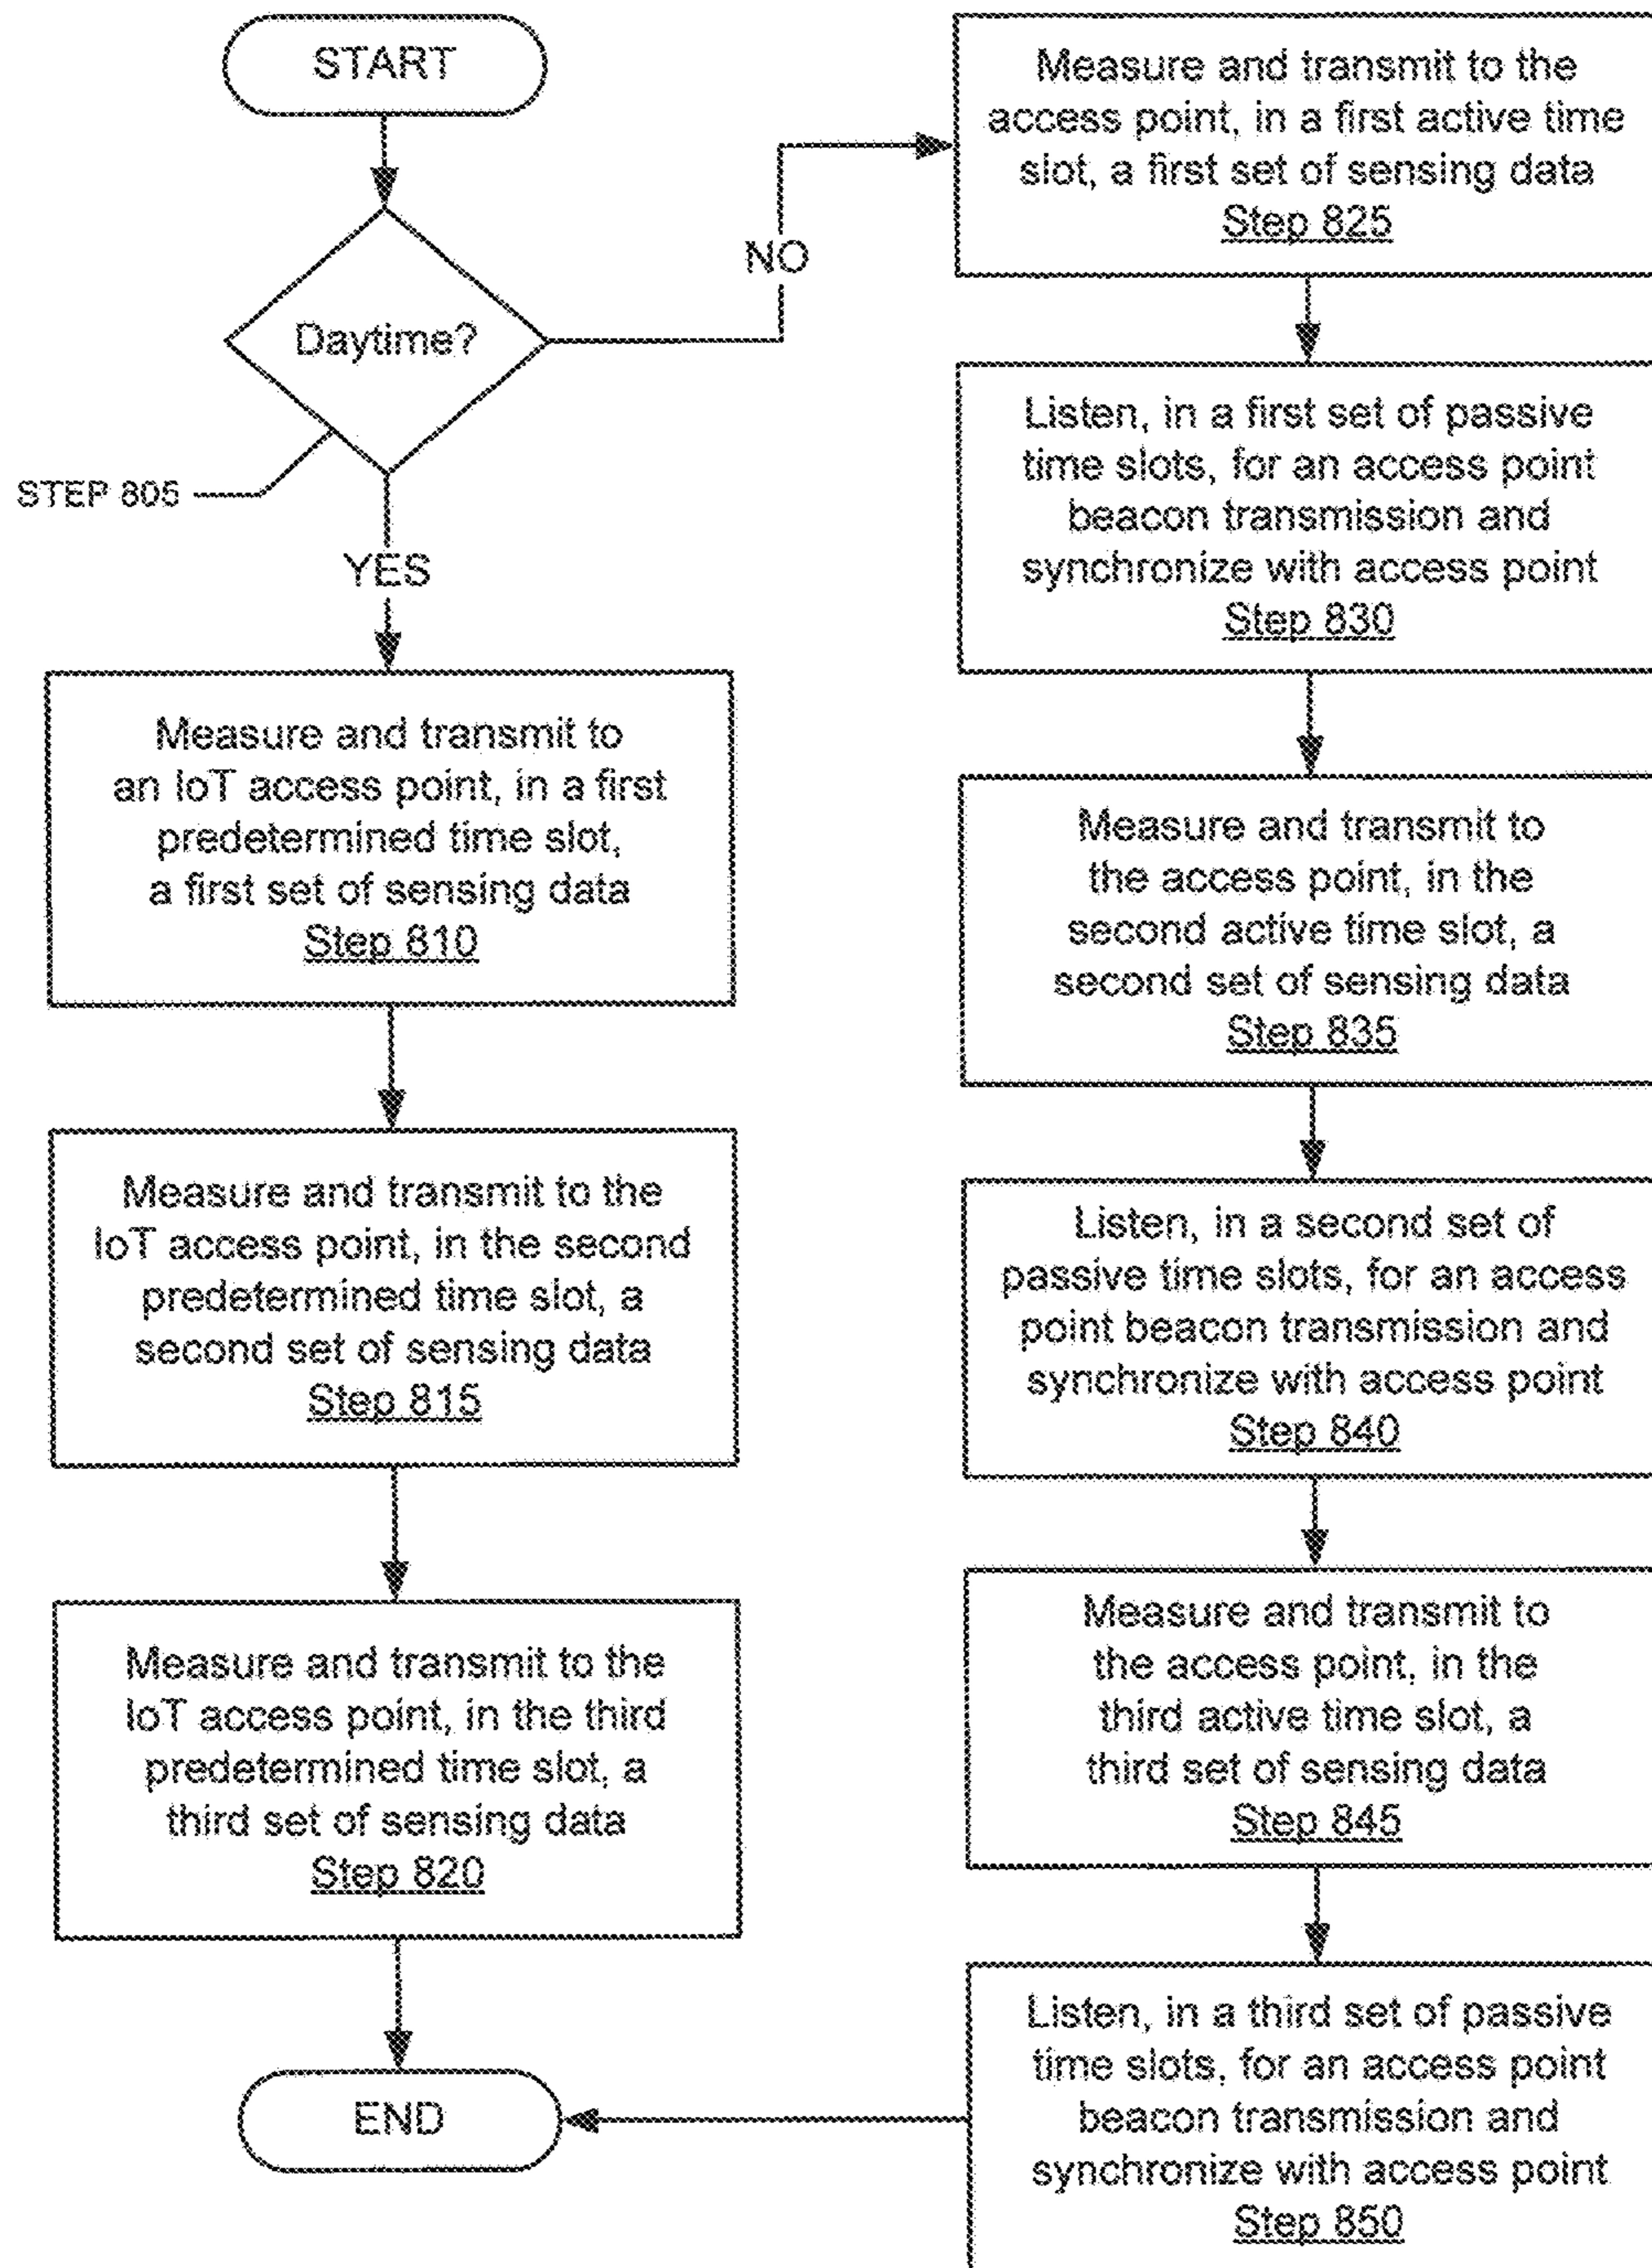 START
Daytime?
STEP 805
YES
NO
Measure and transmit to
an IoT access point, in a first
predetermined time slot,
a first set of sensing data
Step 810
Measure and transmit to the
IoT access point, in the second
predetermined time slot, a
second set of sensing data
Step 815
Measure and transmit to the
IoT access point, in the third
predetermined time slot, a
third set of sensing data
Step 820
END
Measure and transmit to the
access point, in a first active time
slot, a first set of sensing data
Step 825
Listen, in a first set of passive
time slots, for an access point
beacon transmission and
synchronize with access point
Step 830
Measure and transmit to
the access point, in the
second active time slot, a
second set of sensing data
Step 835
Listen, in a second set of
passive time slots, for an access
point beacon transmission and
synchronize with access point
Step 840
Measure and transmit to
the access point, in the
third active time slot, a
third set of sensing data
Step 845
Listen, in a third set of passive
time slots, for an access point
beacon transmission and
synchronize with access point
Step 850